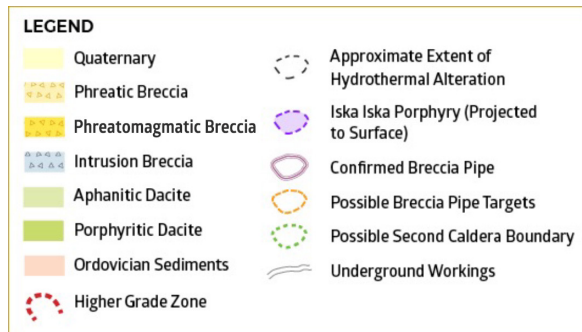 LEGEND
Quaternary
Phreatic Breccia
Phreatomagmatic Breccia
Intrusion Breccia
Aphanitic Dacite
Porphyritic Dacite
Ordovician Sediments
Higher Grade Zone
Approximate Extent of
Hydrothermal Alteration
Iska Iska Porphyry (Projected
to Surface)
Confirmed Breccia Pipe
Possible Breccia Pipe Targets
Possible Second Caldera Boundary
Underground Workings